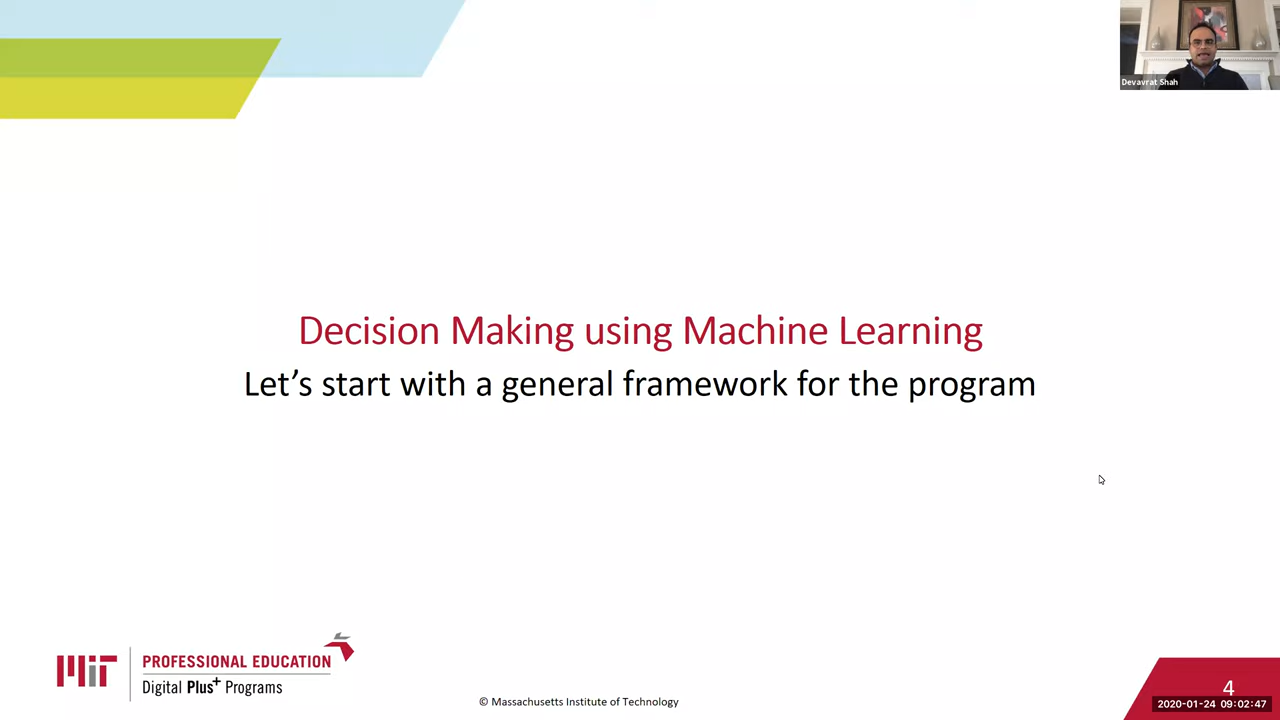 Devavrat Shah
Decision Making using Machine Learning
Let's start with a general framework for the program
MIT
PROFESSIONAL EDUCATION
Digital Plus+ Programs
© Massachusetts Institute of Technology
4
2020-01-24 09:02:47